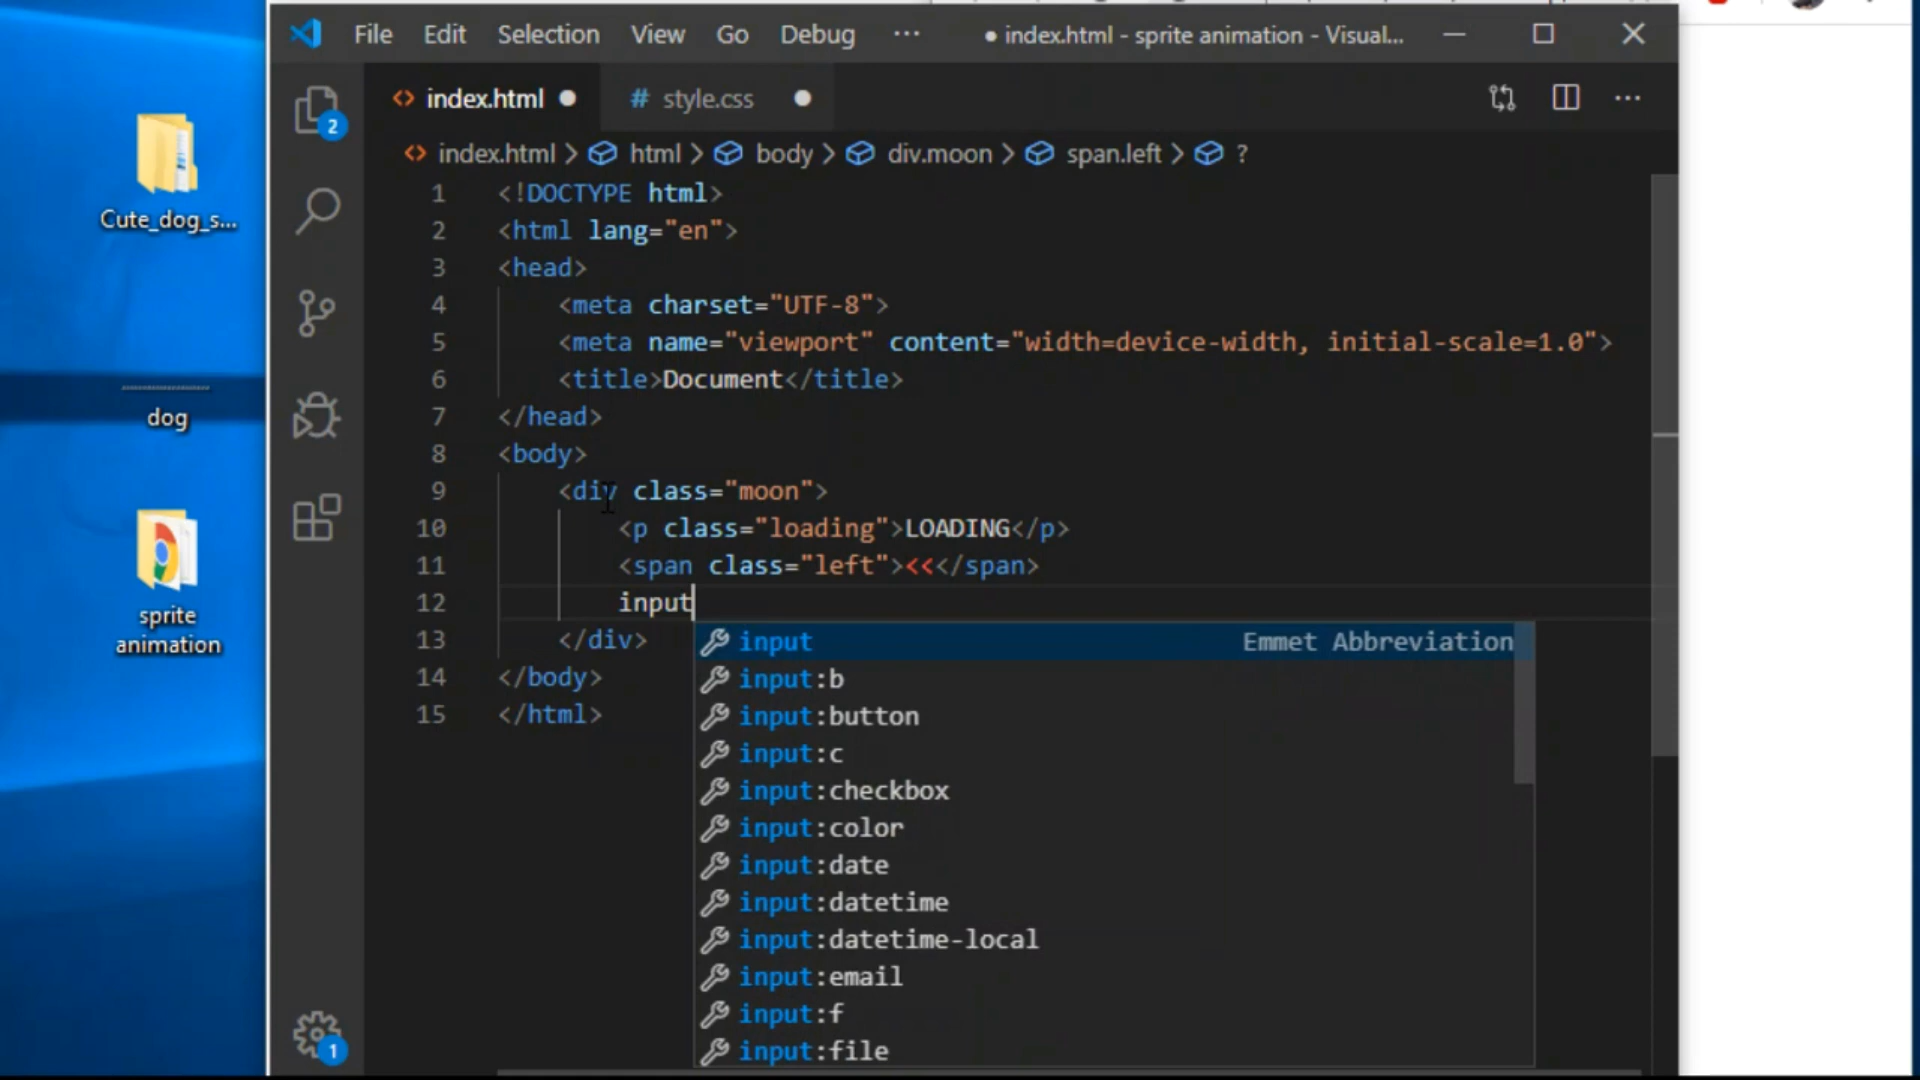 File Edit Selection View Go Debug ··· ● index.html - sprite animation - Visual...
2
<> index.html ● # style.css ● ···
<> index.html > html > body > div.moon > span.left > ?
1 <!DOCTYPE html>
2 <html lang="en">
3 <head>
4 <meta charset="UTF-8">
5 <meta name="viewport" content="width=device-width, initial-scale=1.0">
6 <title>Document</title>
7 </head>
8 <body>
9 <div class="moon">
10 <p class="loading">LOADING</p>
11 <span class="left"><<</span>
12 input
13 </div>
14 </body>
15 </html>
input Emmet Abbreviation
input:b
input:button
input:c
input:checkbox
input:color
input:date
input:datetime
input:datetime-local
input:email
input:f
input:file
1
Cute_dog_s...
dog
sprite
animation